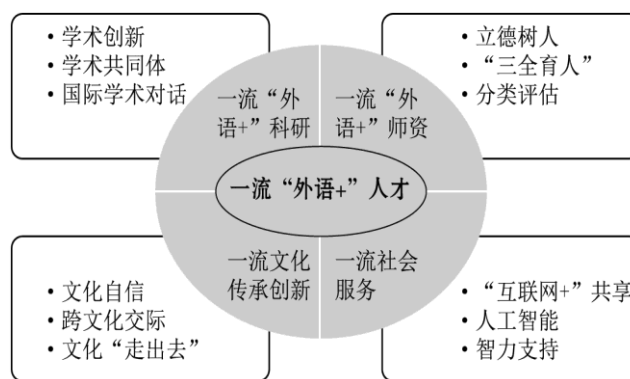 • 学术创新
• 学术共同体
• 国际学术对话
• 立德树人
• “三全育人”
• 分类评估
一流“外
语+”科研
一流“外
语+”师资
一流“外语+”人才
一流文化
传承创新
一流社会
服务
• 文化自信
• 跨文化交际
• 文化“走出去”
• “互联网+”共享
• 人工智能
• 智力支持